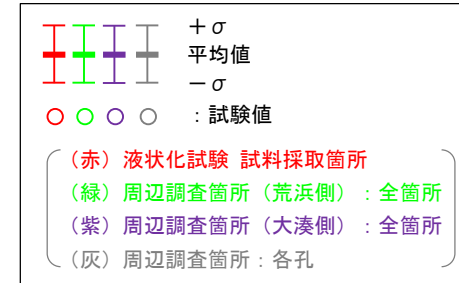 ＋σ
平均値
－σ
：試験値
（赤）液状化試験 試料採取箇所
（緑）周辺調査箇所（荒浜側）：全箇所
（紫）周辺調査箇所（大湊側）：全箇所
（灰）周辺調査箇所：各孔